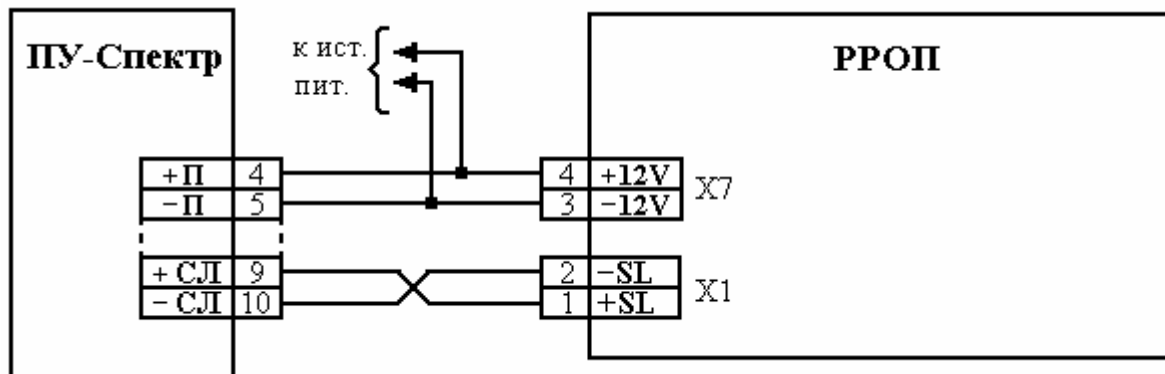 ПУ-Спектр
к ист.
пит.
РРОП
+П 4
−П 5
4 +12V
3 −12V
X7
+ СЛ 9
− СЛ 10
2 −SL
1 +SL
X1